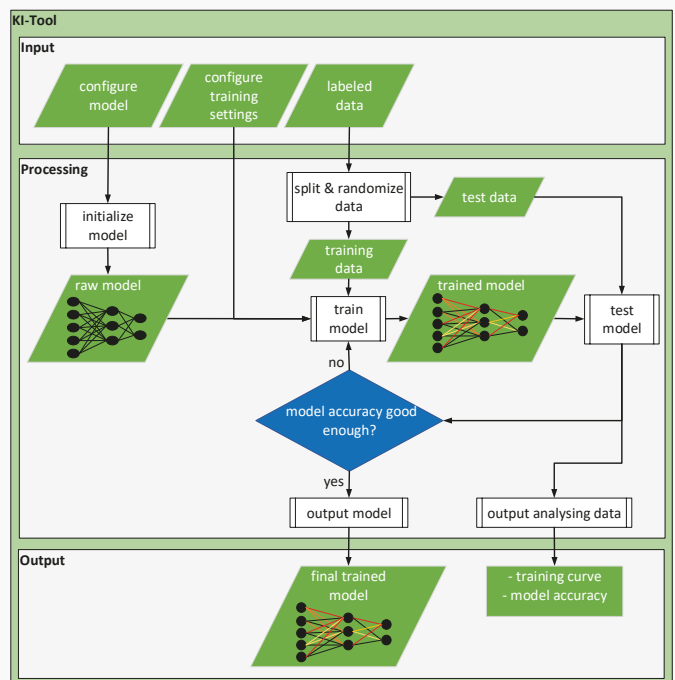 KI-Tool
Input
configure
model
configure
training
settings
labeled
data
Processing
split & randomize
data
test data
initialize
model
training
data
raw model
trained model
train
model
test
model
no
model accuracy good
enough?
yes
output model
output analysing data
Output
final trained
model
- training curve
- model accuracy